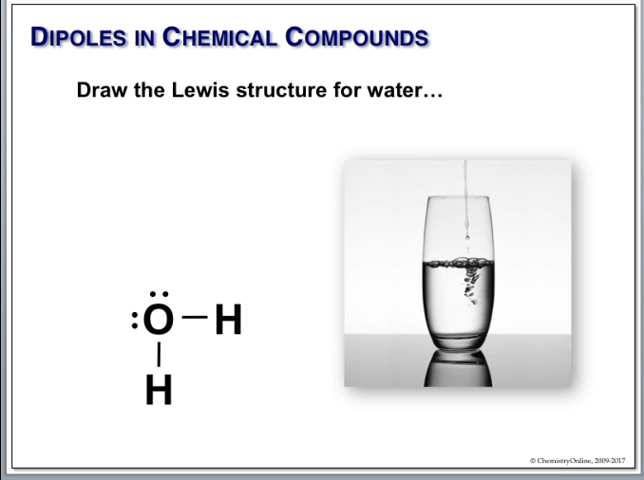 DIPOLES IN CHEMICAL COMPOUNDS
Draw the Lewis structure for water…
:Ö–H
|
H
© ChemistryOnline, 2009-2017